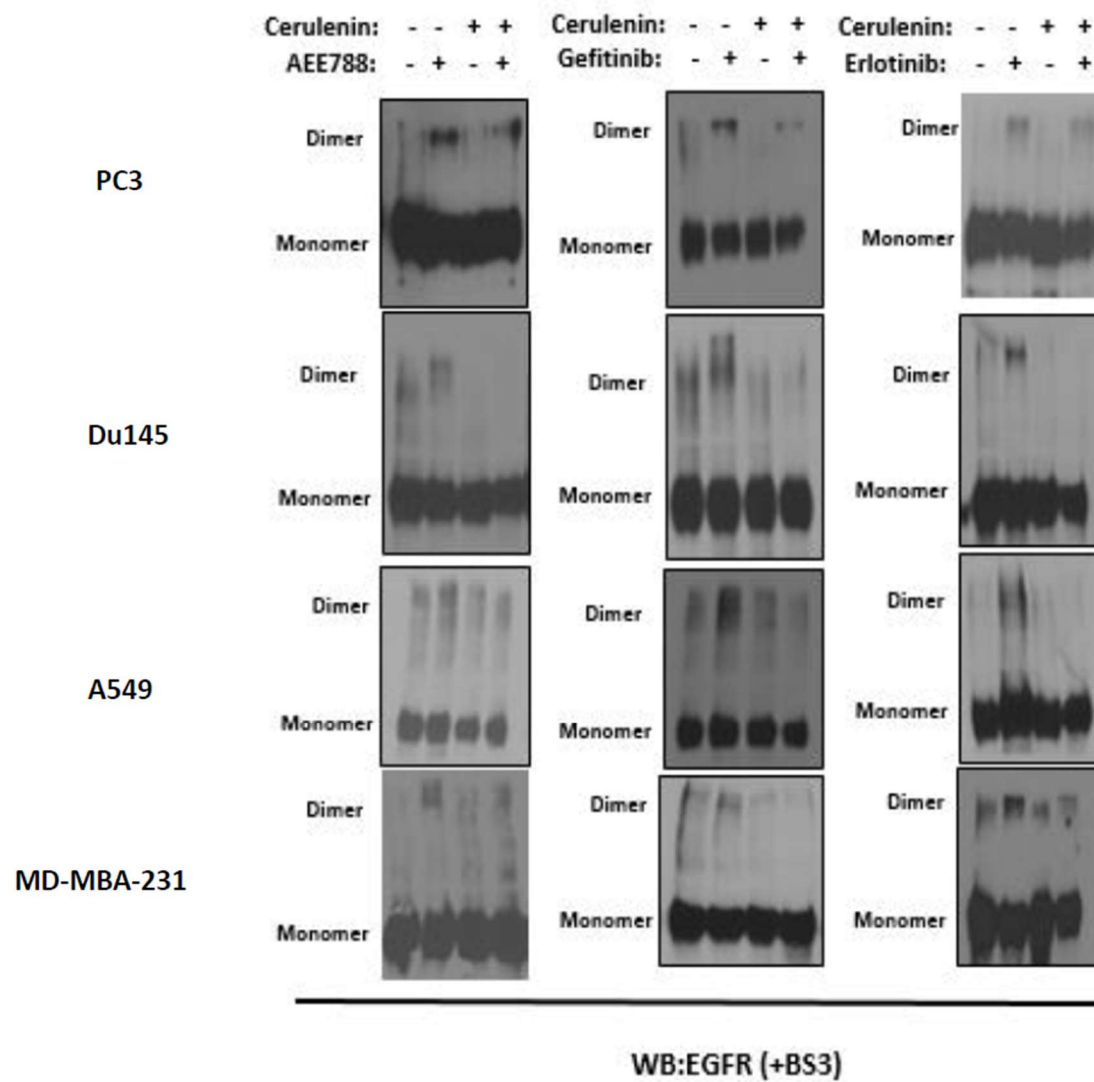 Cerulenin: - - + + Cerulenin: - - + + Cerulenin: - - + +
AEE788: - + - + Gefitinib: - + - + Erlotinib: - + - +
PC3
Dimer Dimer Dimer
Monomer Monomer Monomer
Du145
Dimer Dimer Dimer
Monomer Monomer Monomer
A549
Dimer Dimer Dimer
Monomer Monomer Monomer
MD-MBA-231
Dimer Dimer Dimer
Monomer Monomer Monomer
WB:EGFR (+BS3)